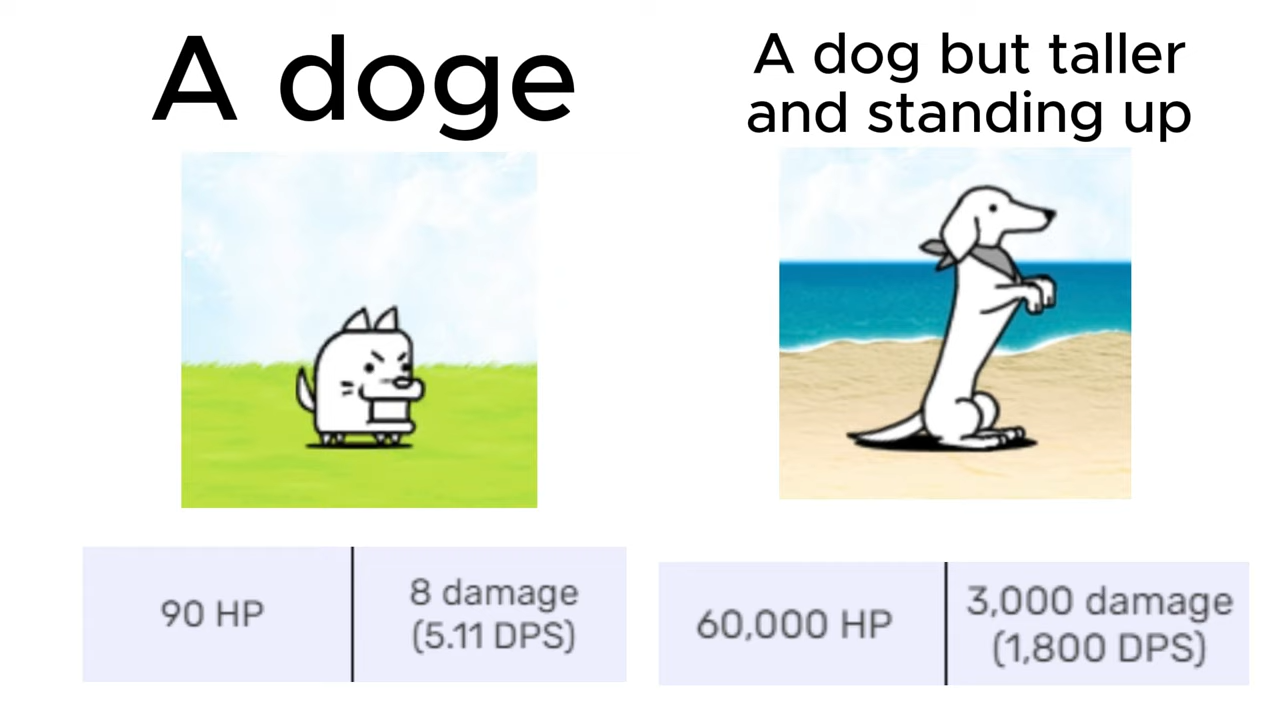 A doge
A dog but taller
and standing up
90 HP
8 damage
(5.11 DPS)
60,000 HP
3,000 damage
(1,800 DPS)